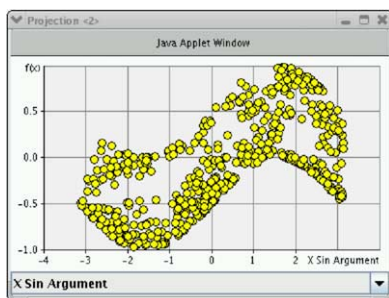 Projection <2>
Java Applet Window
f(x)
0.5
0.0
-0.5
-1.0
-4 -3 -2 -1 0 1 2 X Sin Argument
X Sin Argument